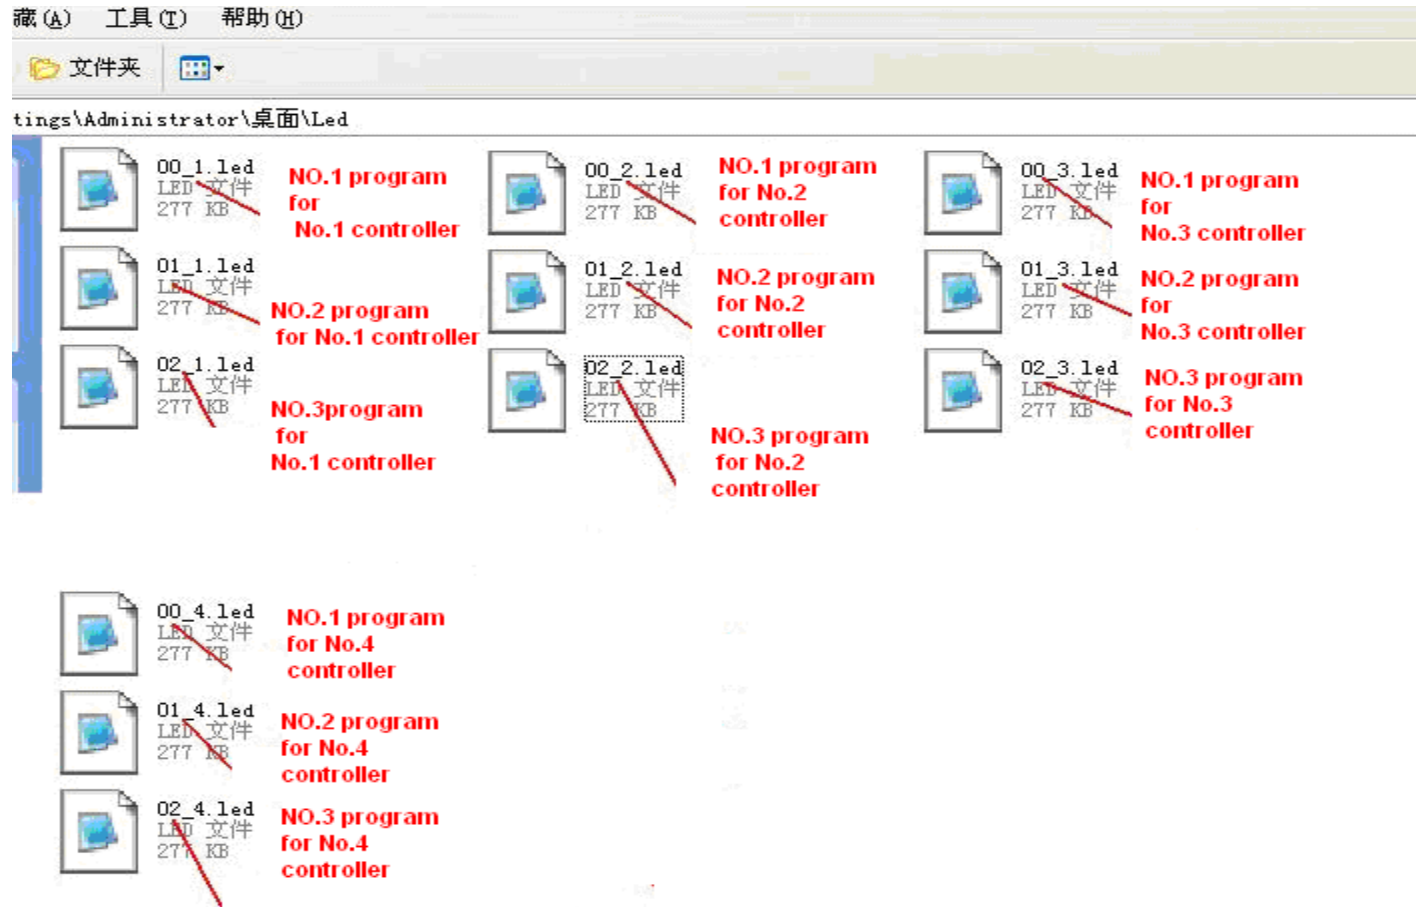 藏(A) 工具(T) 帮助(H)
文件夹
tings\Administrator\桌面\Led
00_1.led
LED 文件
277 KB
NO.1 program
for
No.1 controller
00_2.led
LED 文件
277 KB
NO.1 program
for No.2
controller
00_3.led
LED 文件
277 KB
NO.1 program
for
No.3 controller
01_1.led
LED 文件
277 KB
NO.2 program
for No.1 controller
01_2.led
LED 文件
277 KB
NO.2 program
for No.2
controller
01_3.led
LED 文件
277 KB
NO.2 program
for
No.3 controller
02_1.led
LED 文件
277 KB
NO.3program
for
No.1 controller
02_2.led
LED 文件
277 KB
NO.3 program
for No.2
controller
02_3.led
LED 文件
277 KB
NO.3 program
for No.3
controller
00_4.led
LED 文件
277 KB
NO.1 program
for No.4
controller
01_4.led
LED 文件
277 KB
NO.2 program
for No.4
controller
02_4.led
LED 文件
277 KB
NO.3 program
for No.4
controller